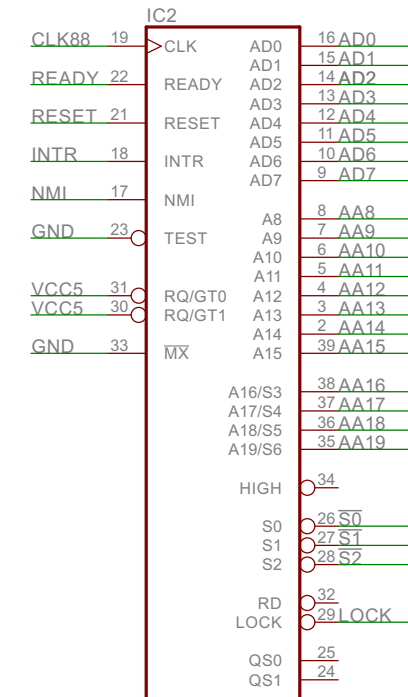 IC2
CLK88 19 CLK AD0 16 AD0
AD1 15 AD1
READY 22 READY AD2 14 AD2
AD3 13 AD3
RESET 21 RESET AD4 12 AD4
AD5 11 AD5
INTR 18 INTR AD6 10 AD6
AD7 9 AD7
NMI 17 NMI
A8 8 AA8
GND 23 TEST A9 7 AA9
A10 6 AA10
A11 5 AA11
VCC5 31 RQ/GT0 A12 4 AA12
VCC5 30 RQ/GT1 A13 3 AA13
A14 2 AA14
GND 33 MX A15 39 AA15
A16/S3 38 AA16
A17/S4 37 AA17
A18/S5 36 AA18
A19/S6 35 AA19
HIGH 34
S0 26 S0
S1 27 S1
S2 28 S2
RD 32
LOCK 29 LOCK
QS0 25
QS1 24